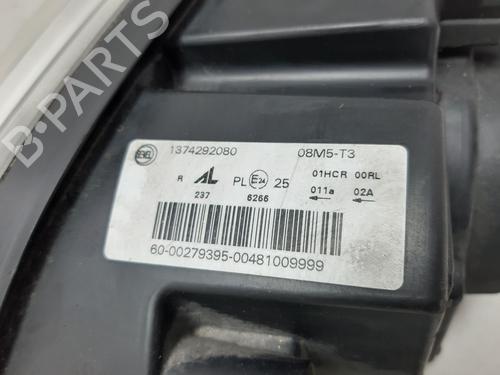 1374292080 08M5-T3
R AL PL E24 25 01HCR 00RL
237 6266 011a 02A
60-00279395-00481009999
B-PARTS